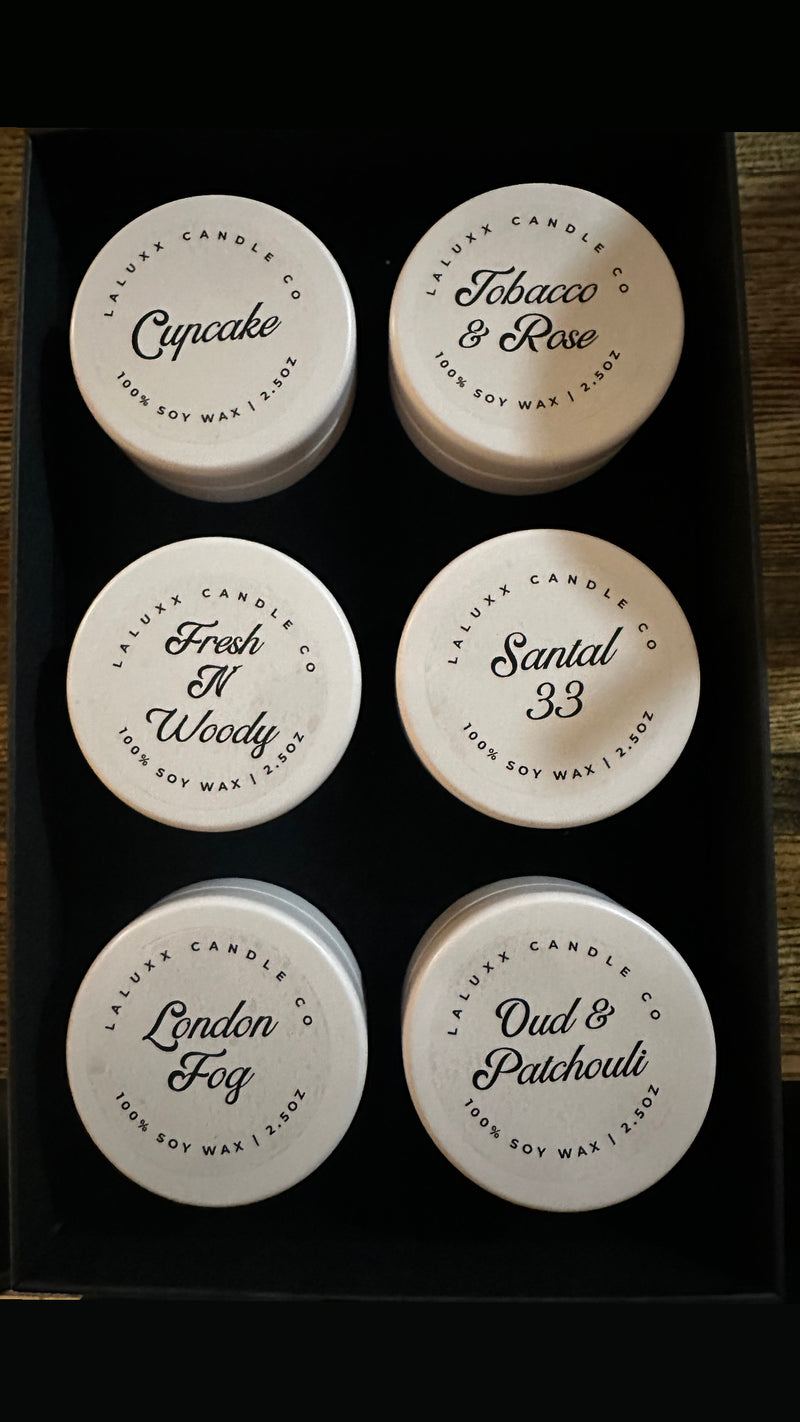 LALUXX CANDLE CO
Cupcake
100% SOY WAX | 2.5OZ
LALUXX CANDLE CO
Tobacco
& Rose
100% SOY WAX | 2.5OZ
LALUXX CANDLE CO
Fresh
N
Woody
100% SOY WAX | 2.5OZ
LALUXX CANDLE CO
Santal
33
100% SOY WAX | 2.5OZ
LALUXX CANDLE CO
London
Fog
100% SOY WAX | 2.5OZ
LALUXX CANDLE CO
Oud &
Patchouli
100% SOY WAX | 2.5OZ